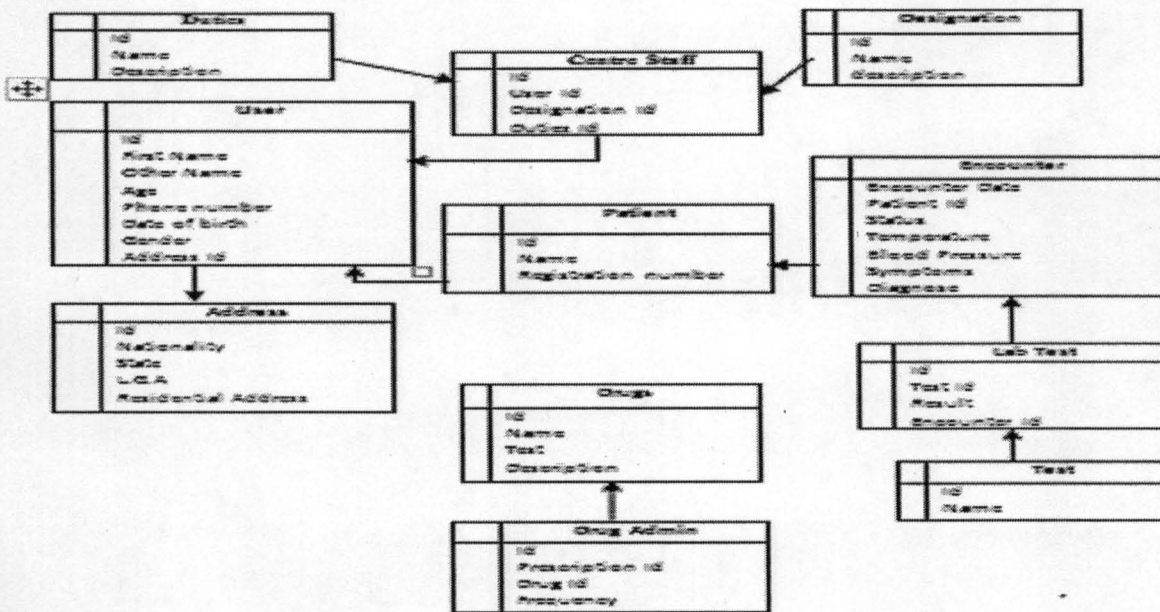 Duties
Id
Name
Description
Designation
Id
Name
description
Centre Staff
Id
User Id
Designation Id
Duties Id
User
Id
First Name
Other Name
Age
Phone number
Date of birth
Gender
Address Id
Encounter
Encounter Date
Patient Id
Status
Temperature
Blood Pressure
Symptoms
Diagnose
Patient
Id
Name
Registration number
Address
Id
Nationality
State
L.G.A
Residential Address
Lab Test
Id
Test Id
Result
Encounter Id
Drugs
Id
Name
Test
Description
Test
Id
Name
Drug Admin
Id
Prescription Id
Drug Id
Frequency